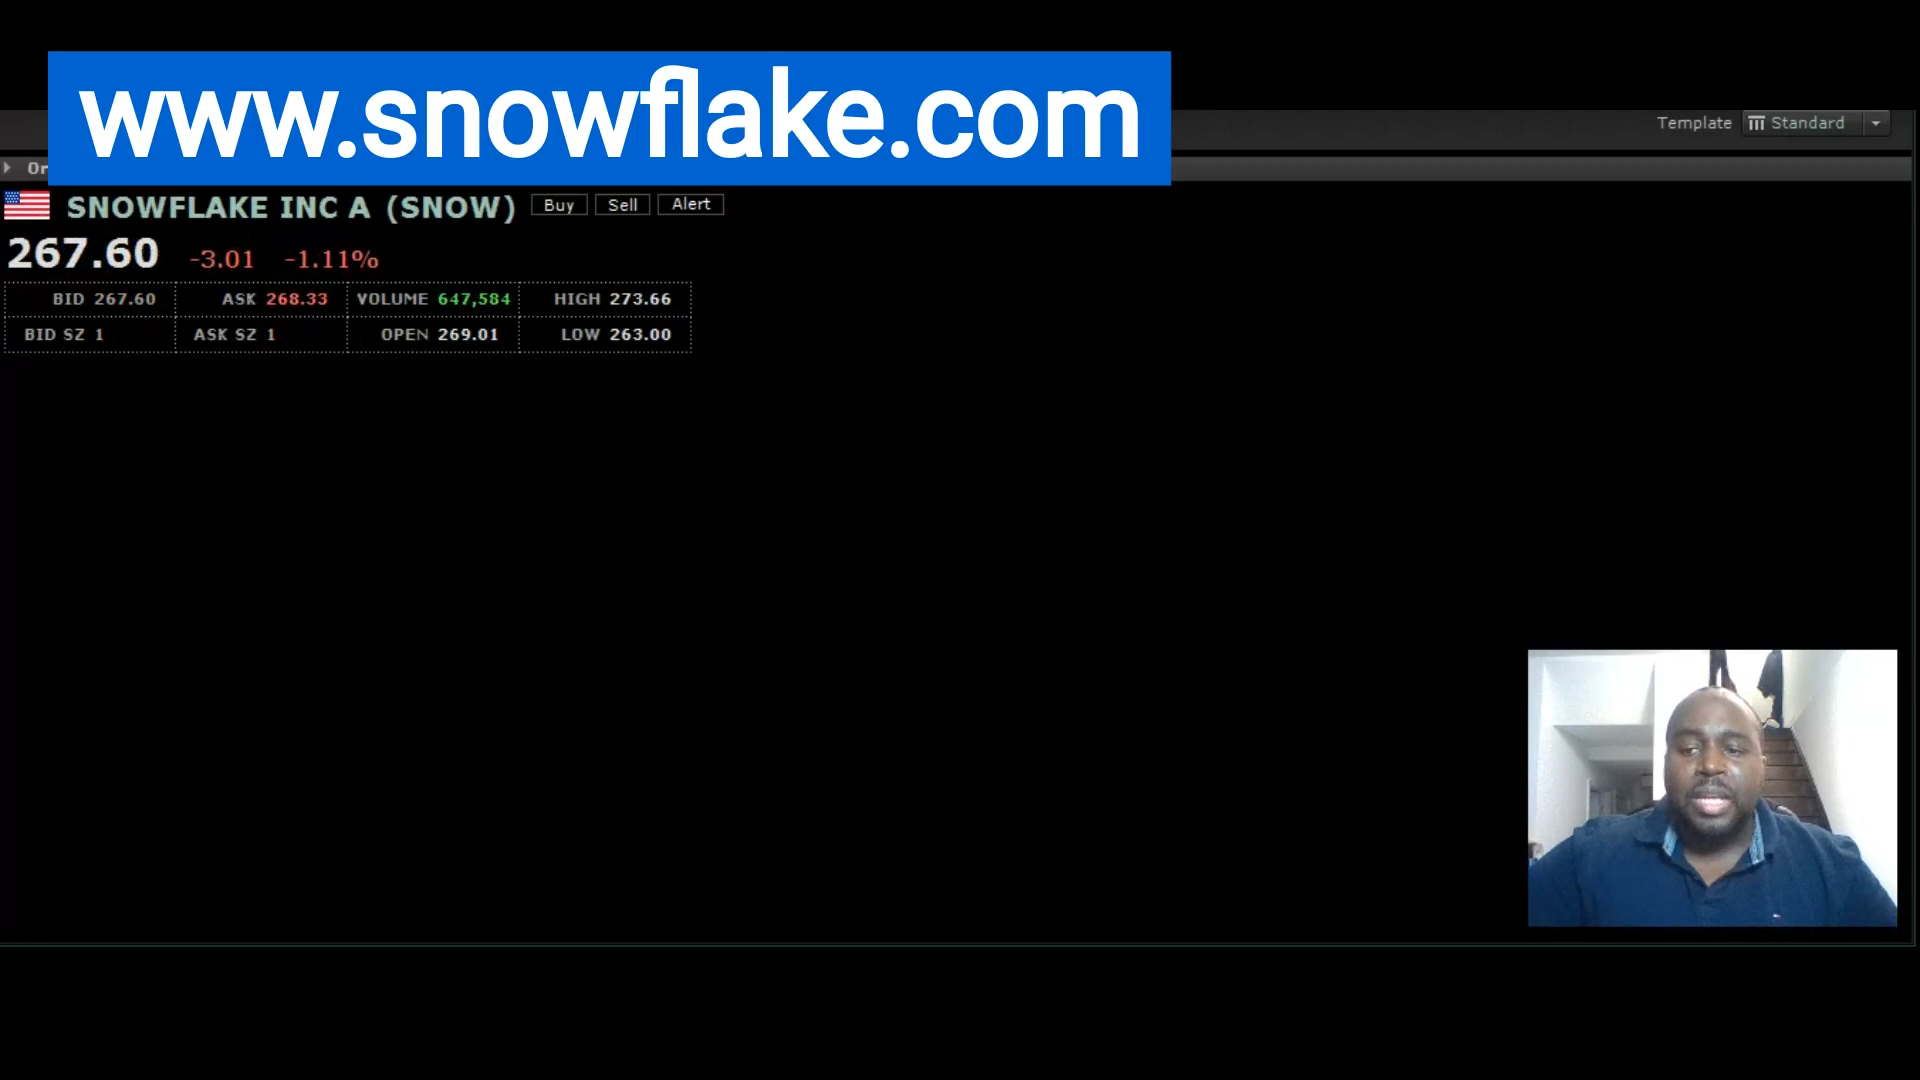 www.snowflake.com
Template Standard
Or
SNOWFLAKE INC A (SNOW) Buy Sell Alert
267.60 -3.01 -1.11%
BID 267.60 ASK 268.33 VOLUME 647,584 HIGH 273.66
BID SZ 1 ASK SZ 1 OPEN 269.01 LOW 263.00